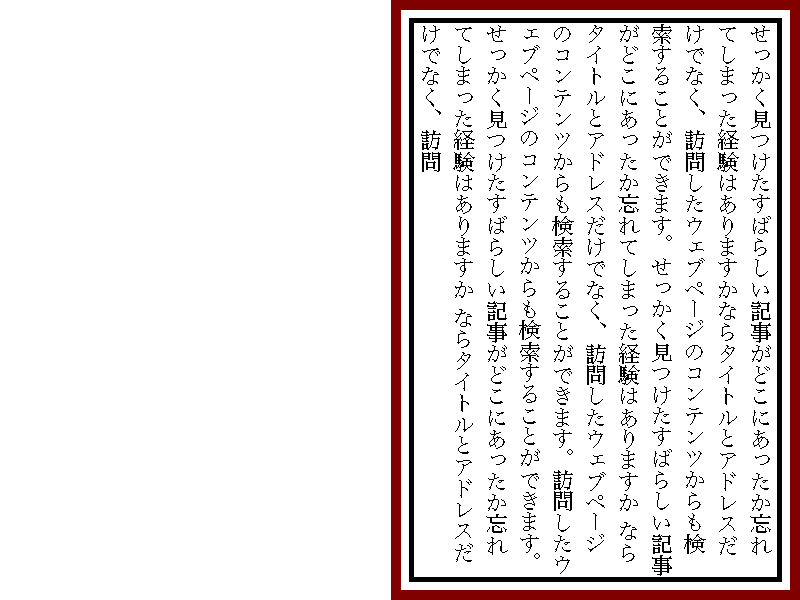 せっかく見つけたすばらしい記事がどこにあったか忘れ
てしまった経験はありますかならタイトルとアドレスだ
けでなく、訪問したウェブページのコンテンツからも検
索することができます。せっかく見つけたすばらしい記事
がどこにあったか忘れてしまった経験はありますか なら
タイトルとアドレスだけでなく、訪問したウェブページ
のコンテンツからも検索することができます。訪問したウ
ェブページのコンテンツからも検索することができます。
せっかく見つけたすばらしい記事がどこにあったか忘れ
てしまった経験はありますか ならタイトルとアドレスだ
けでなく、訪問